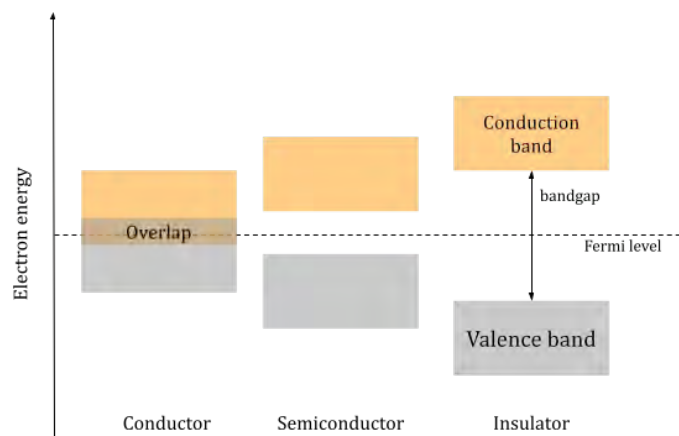 Electron energy
Conduction
band
bandgap
Overlap
Fermi level
Valence band
Conductor
Semiconductor
Insulator